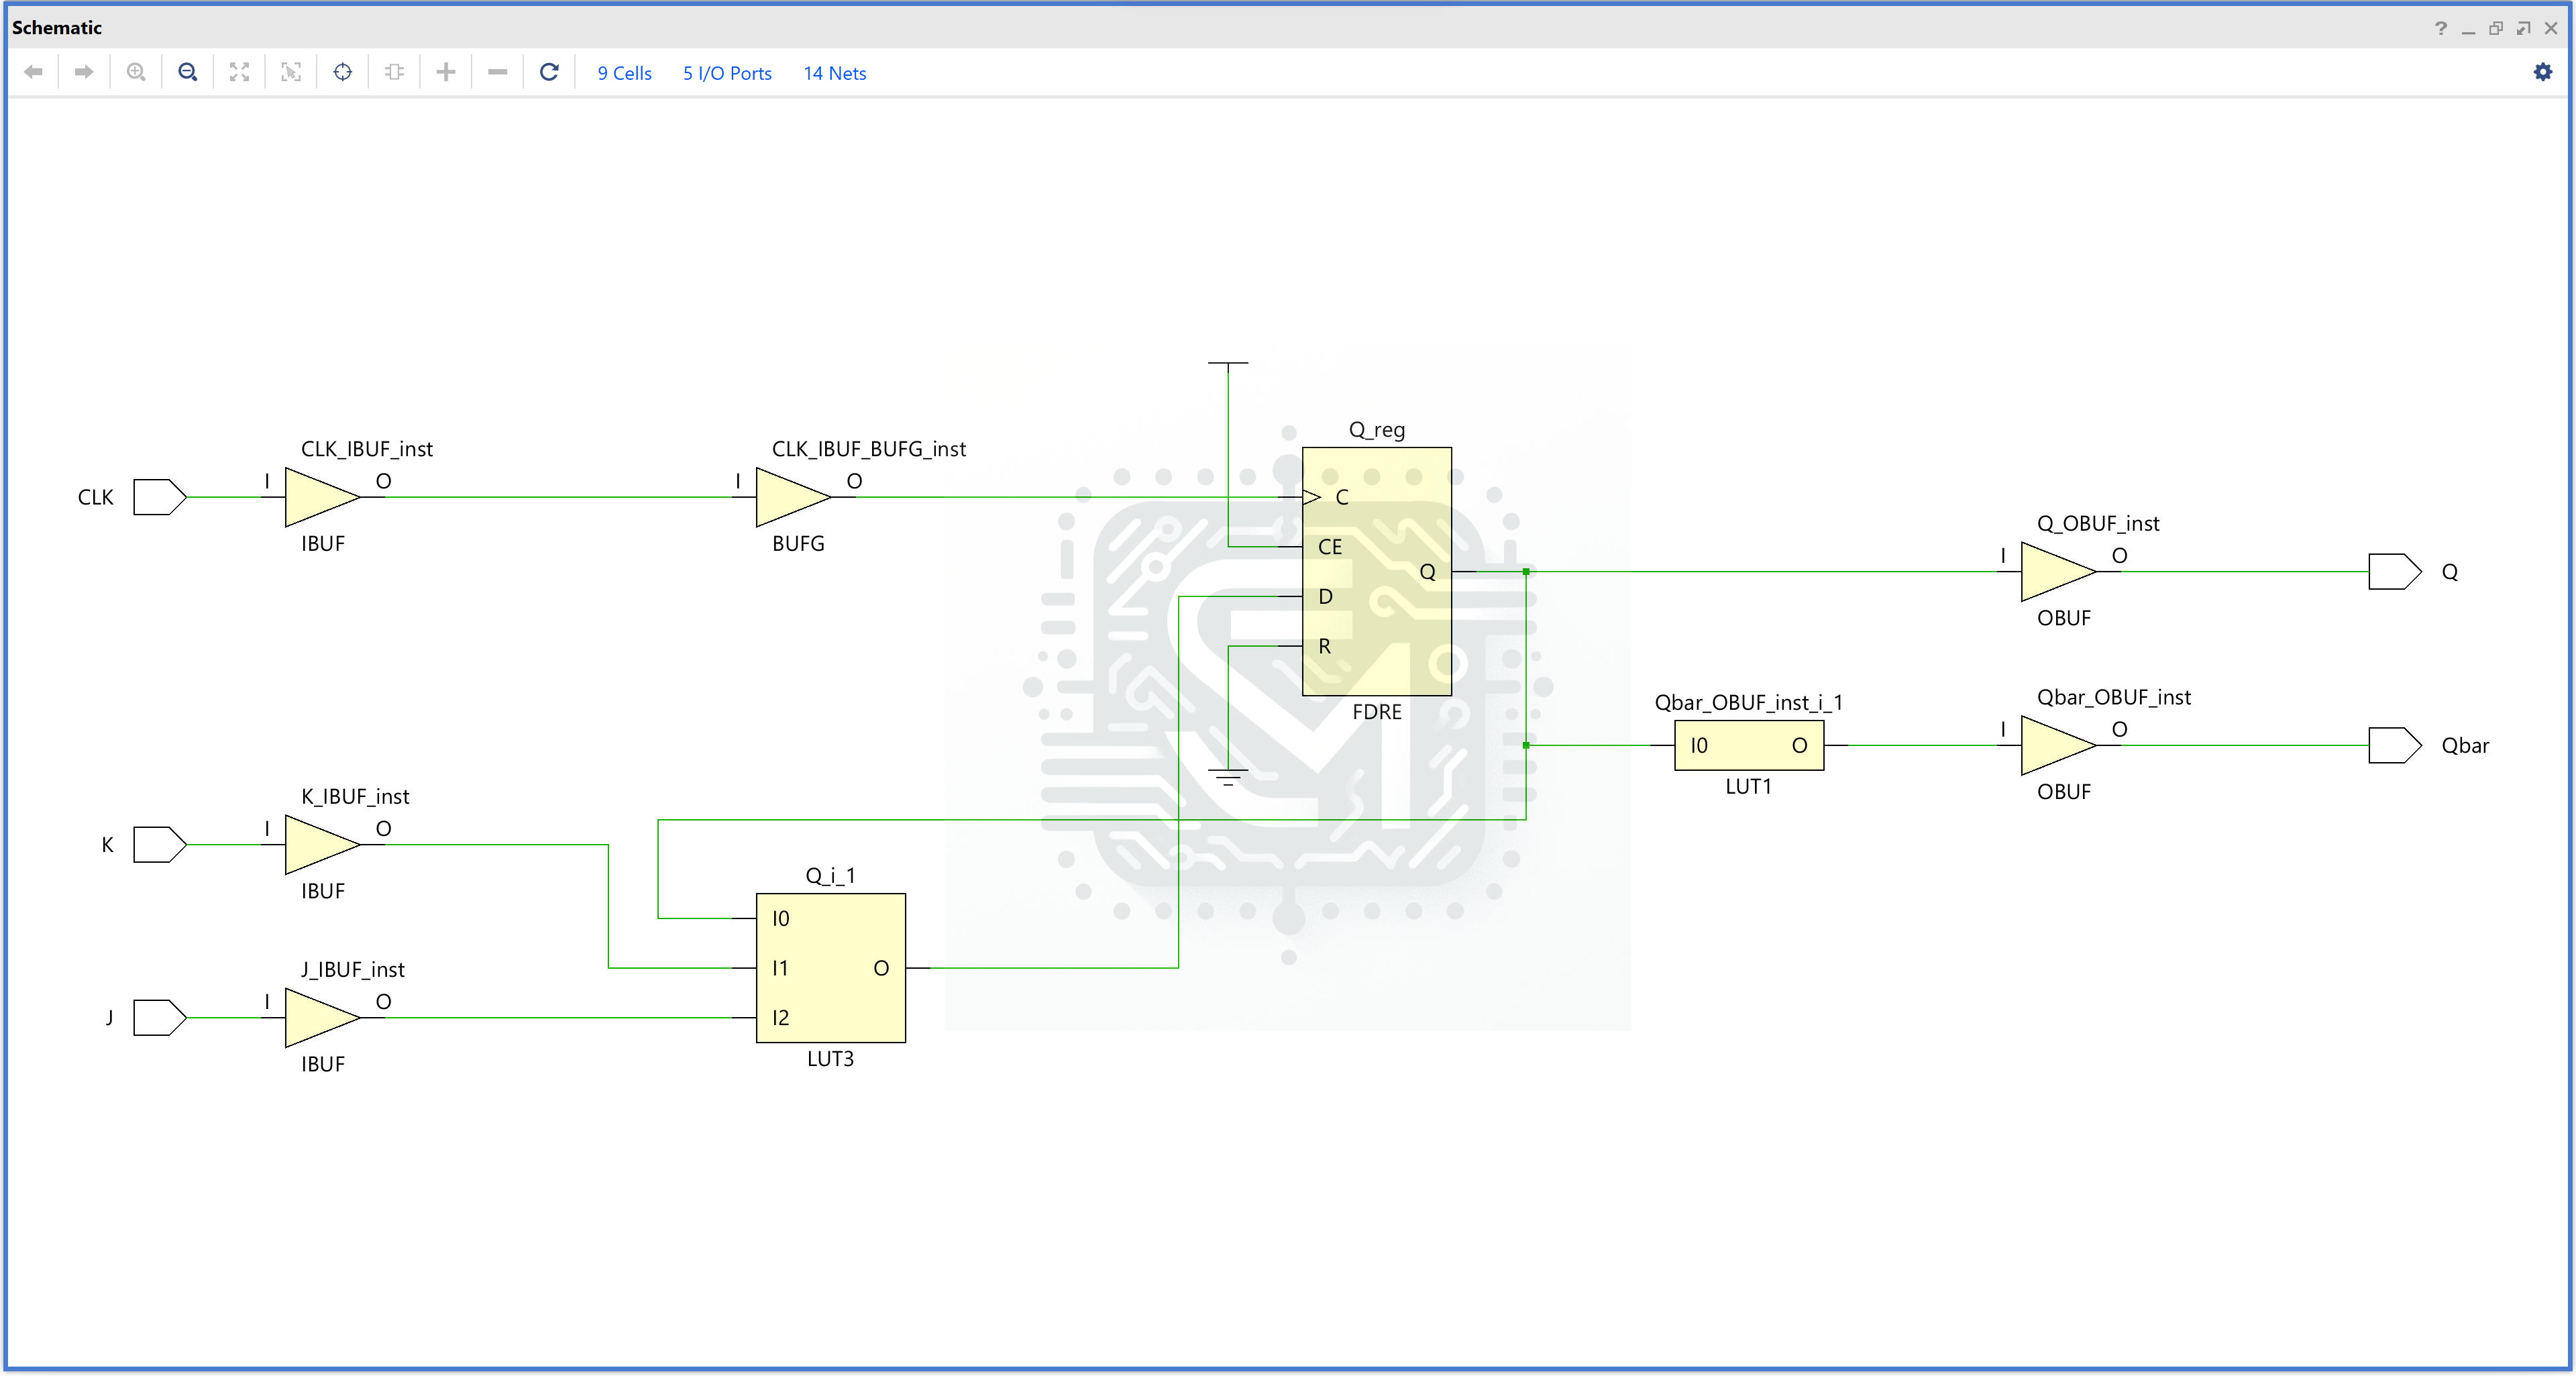 Schematic
9 Cells 5 I/O Ports 14 Nets
Q_reg
CLK_IBUF_inst CLK_IBUF_BUFG_inst
I O I O
CLK C
IBUF BUFG
Q_OBUF_inst
CE
I O
Q Q
D
OBUF
R
Qbar_OBUF_inst
Qbar_OBUF_inst_i_1
FDRE
I O
I0 O Qbar
LUT1 OBUF
K_IBUF_inst
I O
K
Q_i_1
IBUF
I0
J_IBUF_inst
I1 O
I O
J I2
IBUF LUT3